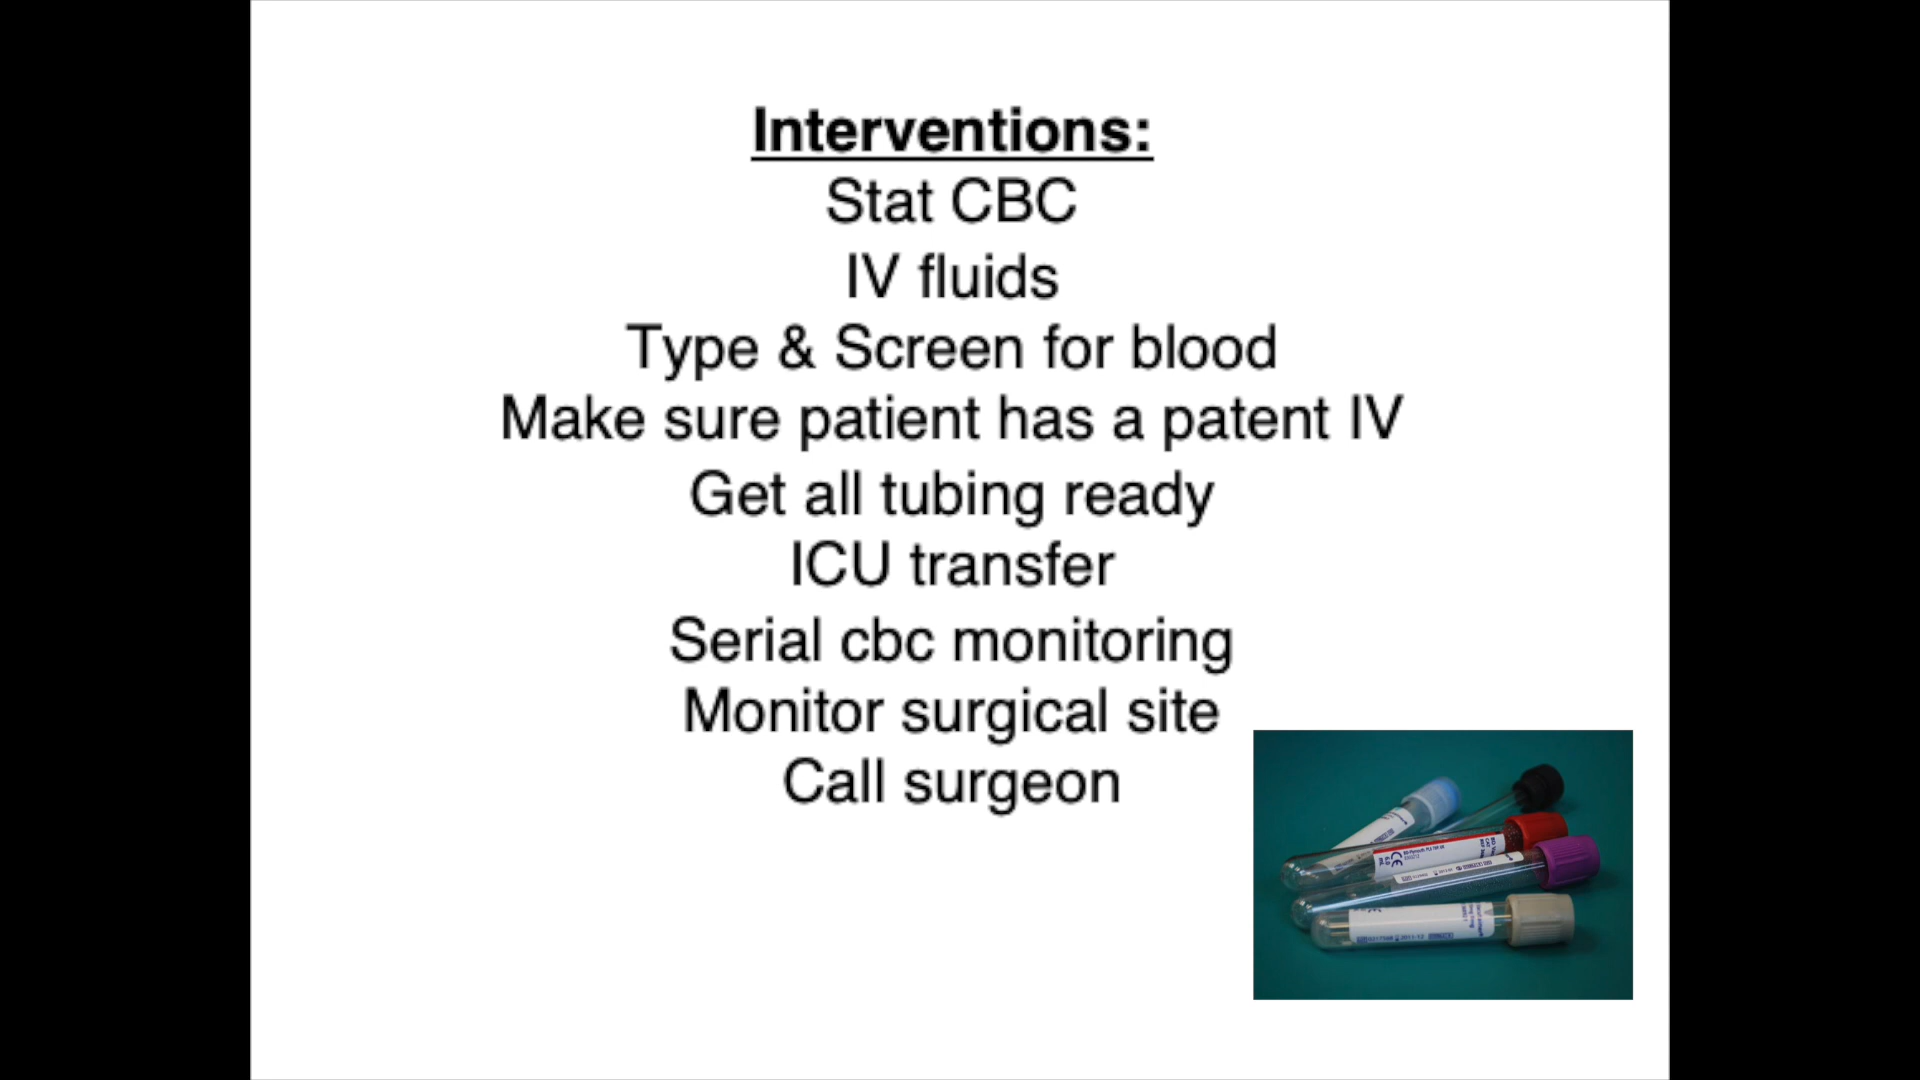 Interventions:
Stat CBC
IV fluids
Type & Screen for blood
Make sure patient has a patent IV
Get all tubing ready
ICU transfer
Serial cbc monitoring
Monitor surgical site
Call surgeon